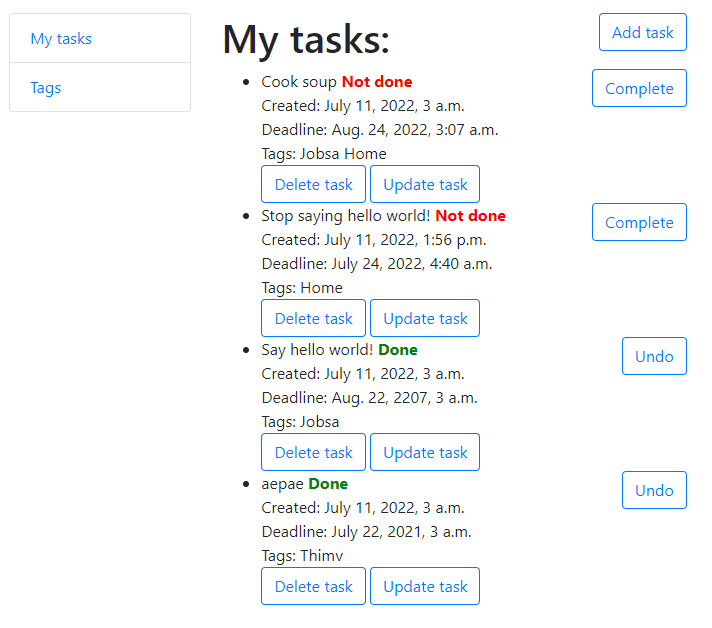 My tasks
Tags
My tasks:
Add task
Cook soup Not done
Complete
Created: July 11, 2022, 3 a.m.
Deadline: Aug. 24, 2022, 3:07 a.m.
Tags: Jobsa Home
Delete task Update task
Stop saying hello world! Not done
Complete
Created: July 11, 2022, 1:56 p.m.
Deadline: July 24, 2022, 4:40 a.m.
Tags: Home
Delete task Update task
Say hello world! Done
Undo
Created: July 11, 2022, 3 a.m.
Deadline: Aug. 22, 2207, 3 a.m.
Tags: Jobsa
Delete task Update task
aepae Done
Undo
Created: July 11, 2022, 3 a.m.
Deadline: July 22, 2021, 3 a.m.
Tags: Thimv
Delete task Update task